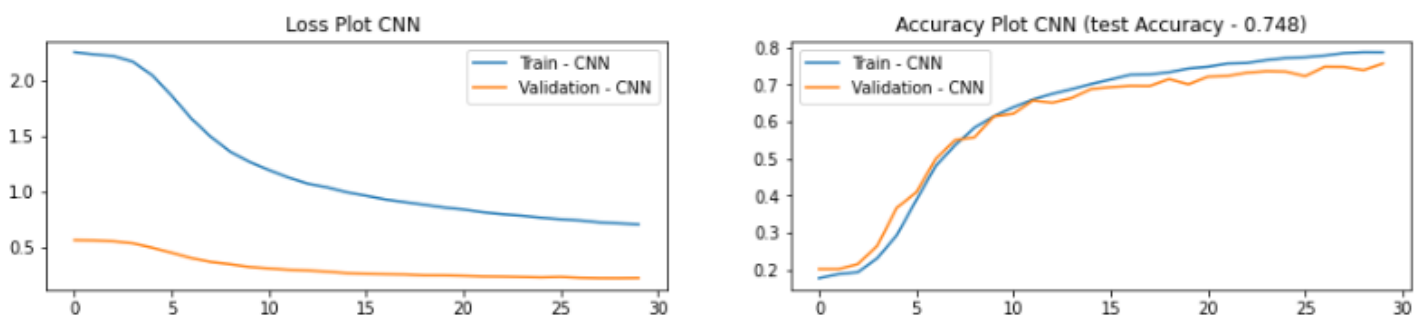 Loss Plot CNN
Train - CNN
Validation - CNN
2.0
1.5
1.0
0.5
0 5 10 15 20 25 30
Accuracy Plot CNN (test Accuracy - 0.748)
Train - CNN
Validation - CNN
0.8
0.7
0.6
0.5
0.4
0.3
0.2
0 5 10 15 20 25 30